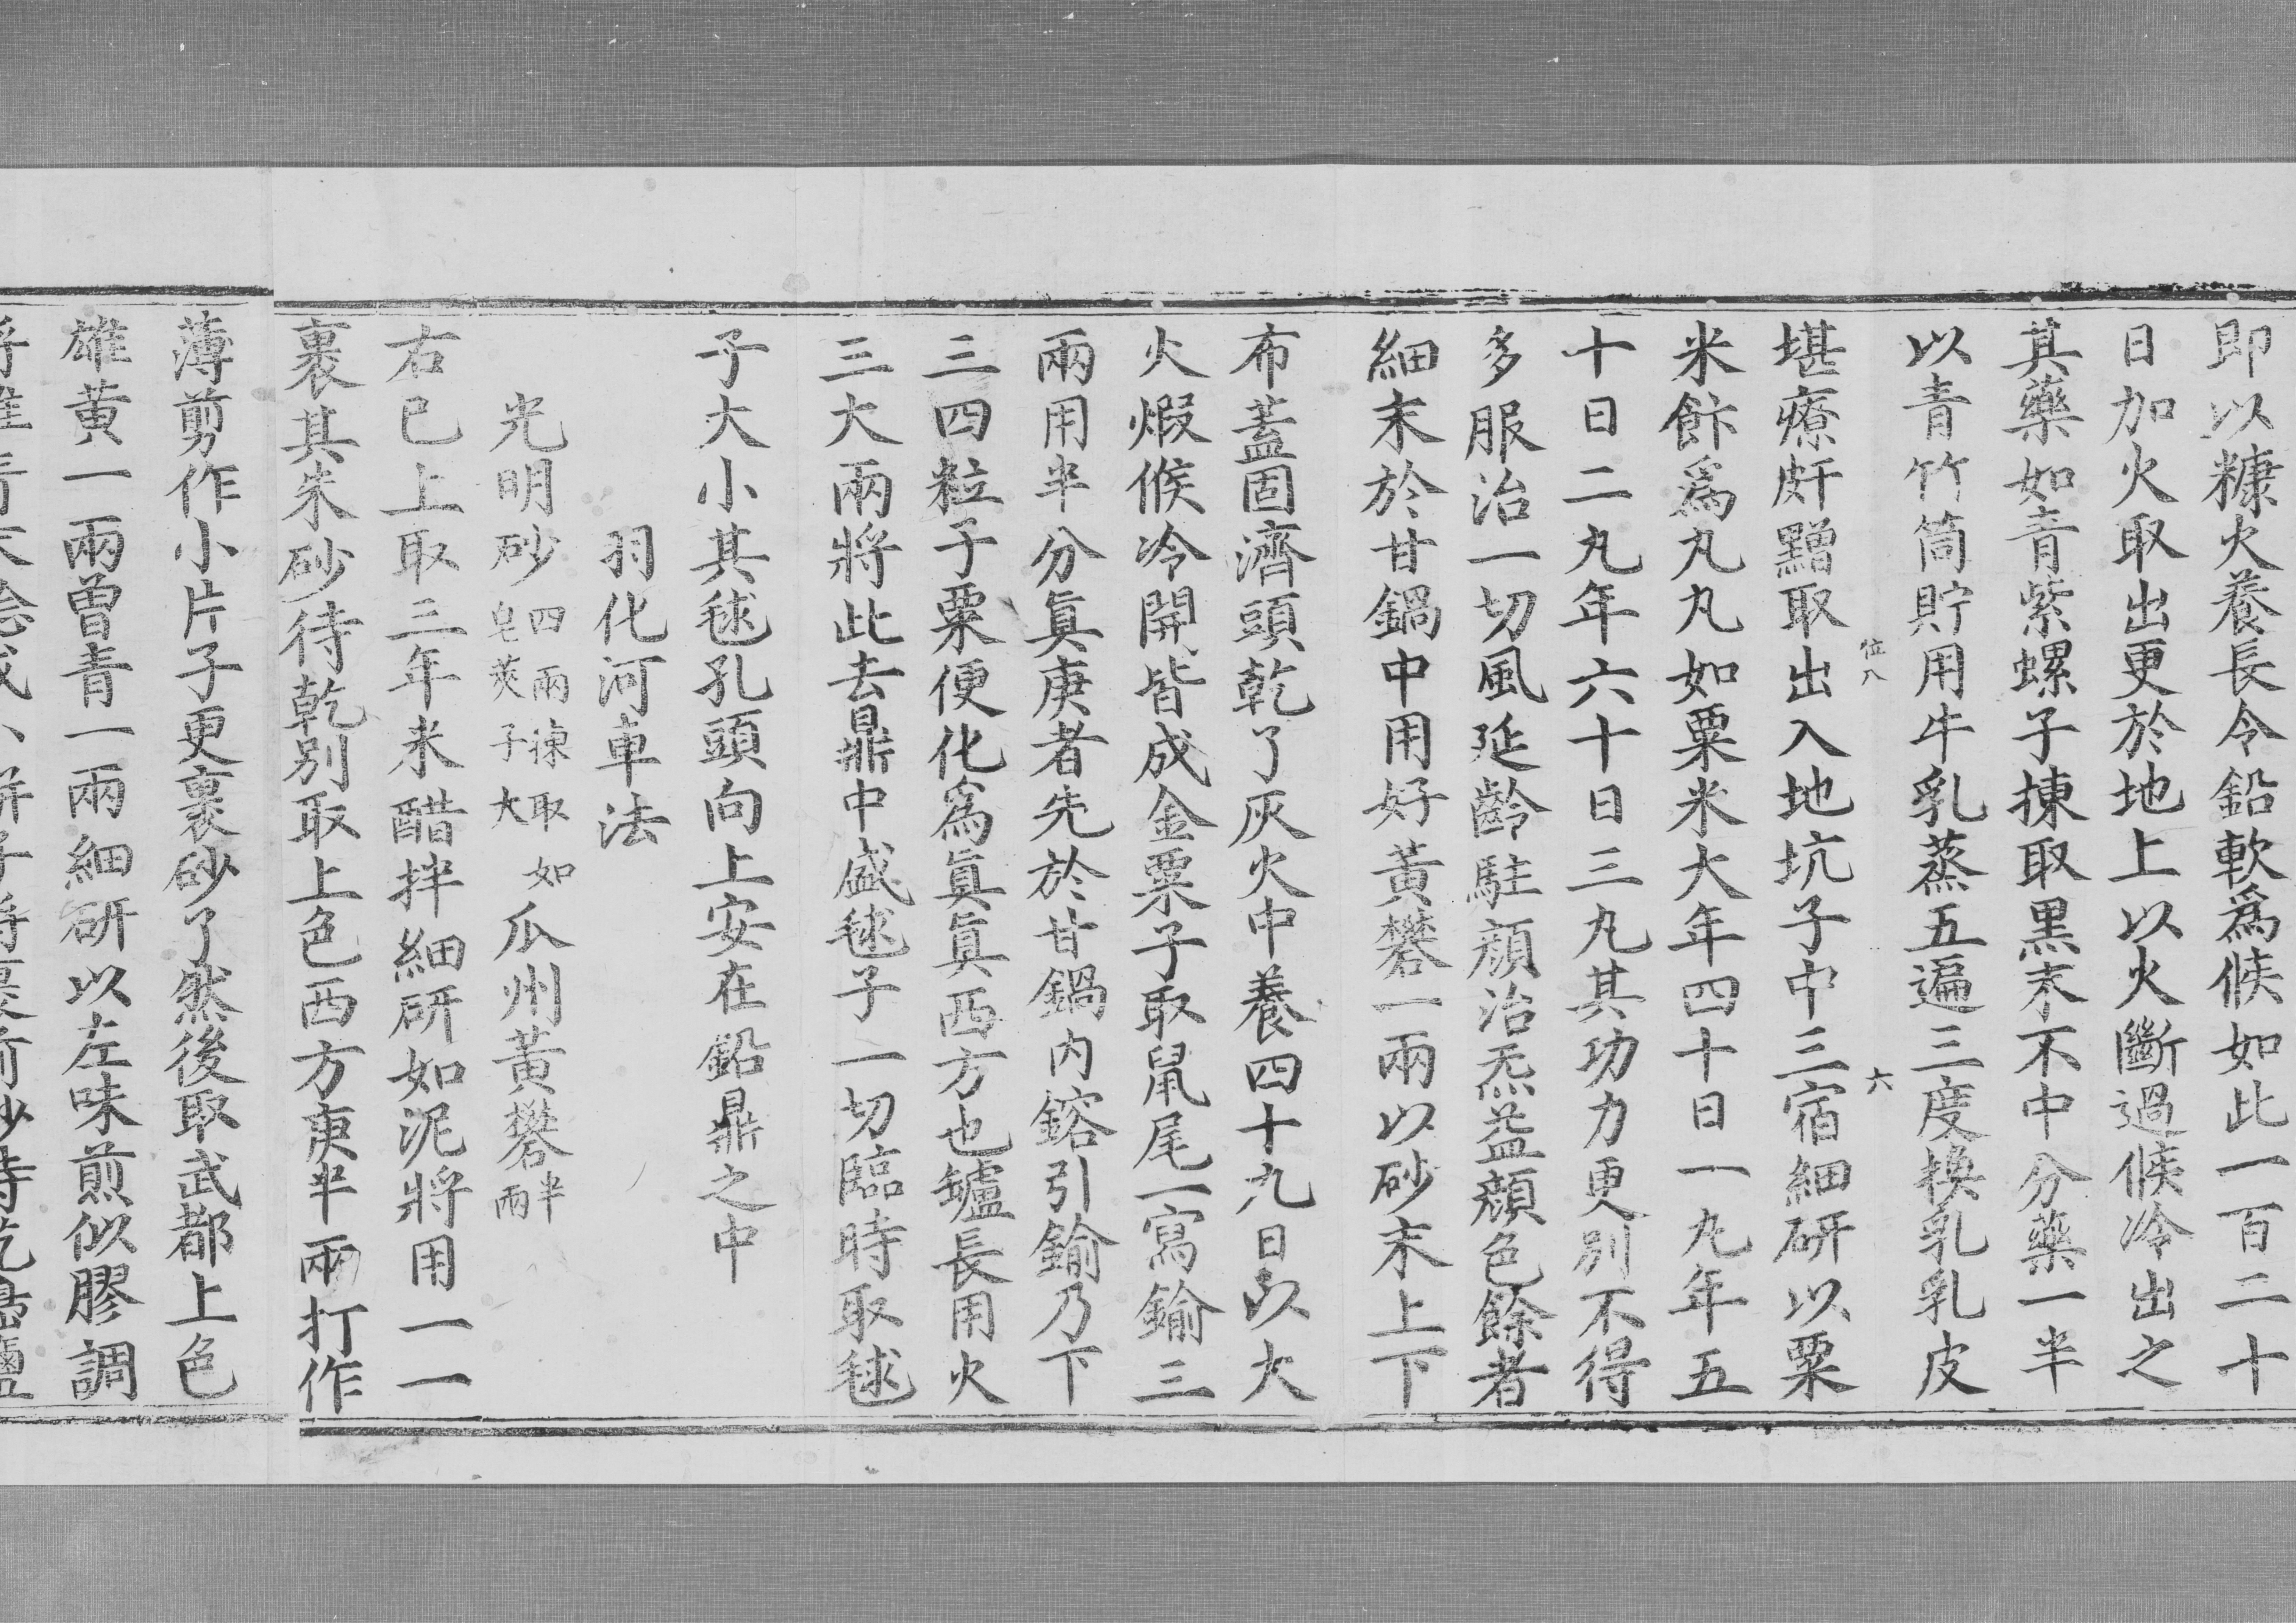 即以糠火養長令鉛軟爲候如此一百二十
日加火取出更於地上以火斷過候冷出之
其藥如青紫螺子揀取黑末不中分藥一半
以青竹筒貯用牛乳蒸五遍三度換乳乳皮
位八 六
堪療皯䵴取出入地坑子中三宿細研以粟
米飰爲丸丸如粟米大年四十日一丸年五
十日二丸年六十日三丸其功力更別不得
多服治一切風延齡駐顔治炁益顔色餘者
細末於甘鍋中用好黃礬一兩以砂末上下
布蓋固濟頭乾了灰火中養四十九日以大
火煆候冷開皆成金粟子取鼠尾一寫鍮三
兩用半分眞庚者先於甘鍋内鎔引鍮乃下
三四粒子粟便化爲眞眞西方也罏長用火
三大兩將此去鼎中盛毬子一切臨時取毬
子大小其毬孔頭向上安在鉛鼎之中
羽化河車法
光明砂四兩揀取如皂莢子大 瓜州黃礬半兩
右已上取三年米醋拌細研如泥將用一一
裹其朱砂待乾別取上色西方庚半兩打作
薄剪作小片子更裹砂了然後取武都上色
雄黃一兩曾青一兩細研以左味煎似膠調